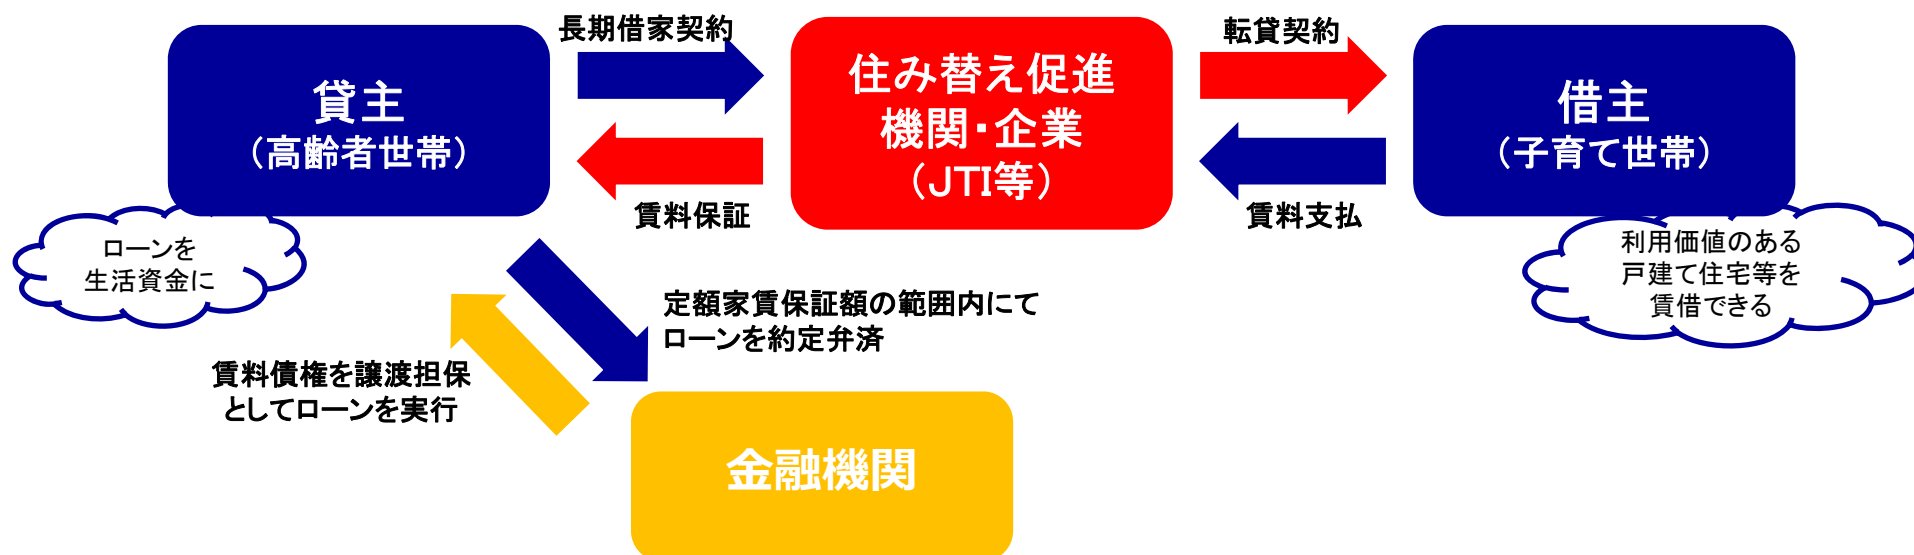 長期借家契約
転貸契約
貸主
（高齢者世帯）
住み替え促進
機関・企業
（JTI等）
借主
（子育て世帯）
賃料保証
賃料支払
ローンを
生活資金に
利用価値のある
戸建て住宅等を
賃借できる
定額家賃保証額の範囲内にて
ローンを約定弁済
賃料債権を譲渡担保
としてローンを実行
金融機関